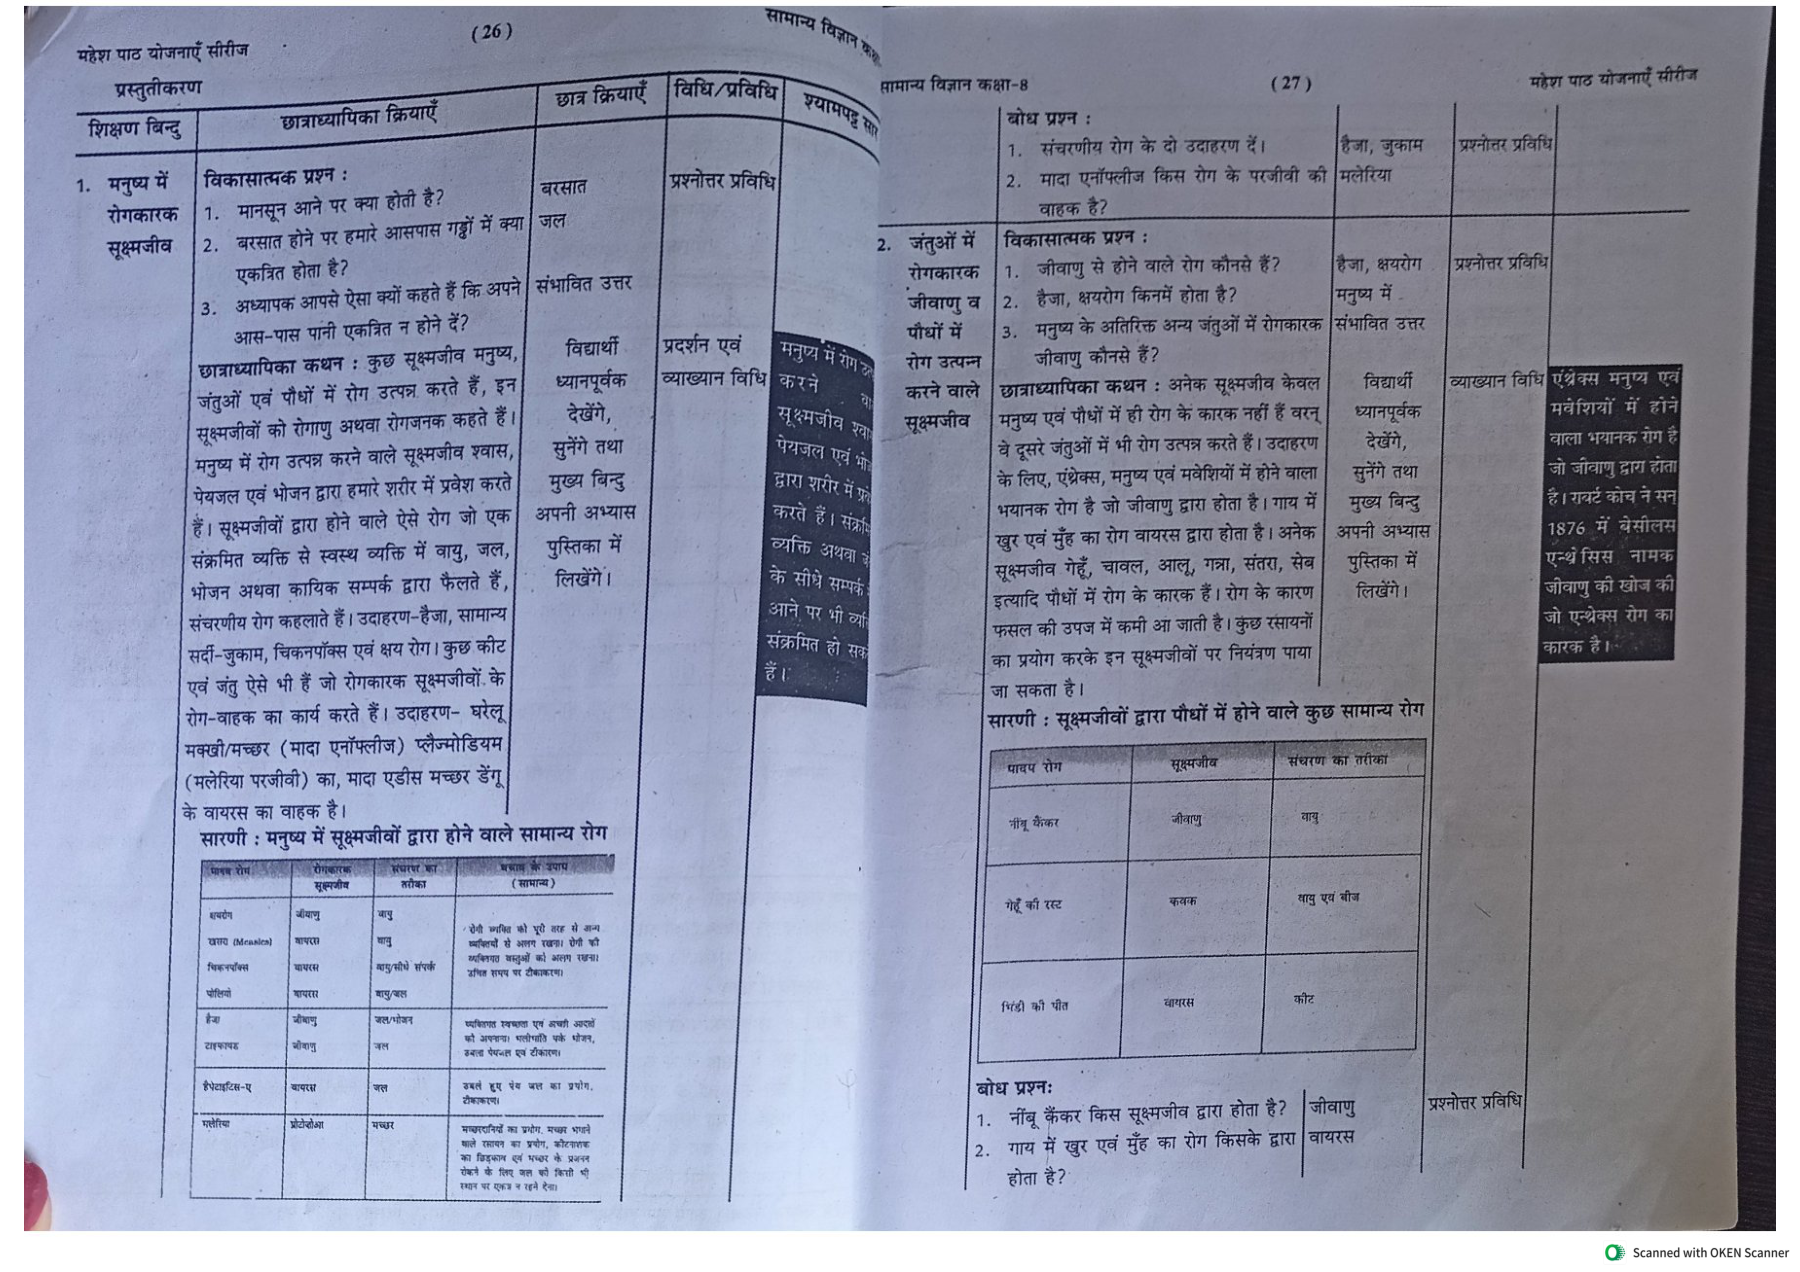 महेश पाठ योजनाएँ सीरीज
(26)
सामान्य विज्ञान
प्रस्तुतीकरण
शिक्षण बिन्दु
छात्राध्यापिका क्रियाएँ
छात्र क्रियाएँ
विधि/प्रविधि
श्यामपट्ट सार
1. मनुष्य में
रोगकारक
सूक्ष्मजीव
विकासात्मक प्रश्न :
1. मानसून आने पर क्या होती है?
2. बरसात होने पर हमारे आसपास गड्ढों में क्या
एकत्रित होता है?
3. अध्यापक आपसे ऐसा क्यों कहते हैं कि अपने
आस-पास पानी एकत्रित न होने दें?
छात्राध्यापिका कथन : कुछ सूक्ष्मजीव मनुष्य,
जंतुओं एवं पौधों में रोग उत्पन्न करते हैं, इन
सूक्ष्मजीवों को रोगाणु अथवा रोगजनक कहते हैं।
मनुष्य में रोग उत्पन्न करने वाले सूक्ष्मजीव श्वास,
पेयजल एवं भोजन द्वारा हमारे शरीर में प्रवेश करते
हैं। सूक्ष्मजीवों द्वारा होने वाले ऐसे रोग जो एक
संक्रमित व्यक्ति से स्वस्थ व्यक्ति में वायु, जल,
भोजन अथवा कायिक सम्पर्क द्वारा फैलते हैं,
संचरणीय रोग कहलाते हैं। उदाहरण-हैजा, सामान्य
सर्दी-जुकाम, चिकनपॉक्स एवं क्षय रोग। कुछ कीट
एवं जंतु ऐसे भी हैं जो रोगकारक सूक्ष्मजीवों के
रोग-वाहक का कार्य करते हैं। उदाहरण- घरेलू
मक्खी/मच्छर (मादा एनॉफ्लीज) प्लैज्मोडियम
(मलेरिया परजीवी) का, मादा एडीस मच्छर डेंगू
के वायरस का वाहक है।
बरसात
जल
संभावित उत्तर
विद्यार्थी
ध्यानपूर्वक
देखेंगे,
सुनेंगे तथा
मुख्य बिन्दु
अपनी अभ्यास
पुस्तिका में
लिखेंगे।
प्रश्नोत्तर प्रविधि
प्रदर्शन एवं
व्याख्यान विधि
मनुष्य में रोग
करने
सूक्ष्मजीव
पेयजल एवं
द्वारा शरीर में
करते हैं।
व्यक्ति अथवा
के सीधे सम्पर्क
आने पर भी
संक्रमित हो
हैं।
सारणी : मनुष्य में सूक्ष्मजीवों द्वारा होने वाले सामान्य रोग
मानव रोग
रोगकारक
सूक्ष्मजीव
संचरण का
तरीका
बचाव के उपाय
(सामान्य)
क्षयरोग जीवाणु वायु
खसरा (Measles) वायरस वायु
चिकनपॉक्स वायरस वायु/सीधे संपर्क
पोलियो वायरस वायु/जल
रोगी व्यक्ति को पूरी तरह से अन्य
व्यक्तियों से अलग रखना। रोगी की
व्यक्तिगत वस्तुओं को अलग रखना।
उचित समय पर टीकाकरण।
हैजा जीवाणु जल/भोजन
टाइफायड जीवाणु जल
व्यक्तिगत स्वच्छता एवं अच्छी आदतों
को अपनाना। भलीभांति पके भोजन,
उबला पेयजल एवं टीकारण।
हैपेटाइटिस-ए वायरस जल
उबले हुए पेय जल का प्रयोग,
टीकाकरण।
मलेरिया प्रोटोजोआ मच्छर
मच्छरदानियों का प्रयोग, मच्छर भगाने
वाले रसायन का प्रयोग, कीटनाशक
का छिड़काव एवं मच्छर के प्रजनन
रोकने के लिए जल को किसी भी
स्थान पर एकत्र न रहने देना।
सामान्य विज्ञान कक्षा-8
(27)
महेश पाठ योजनाएँ सीरीज
बोध प्रश्न :
1. संचरणीय रोग के दो उदाहरण दें।
हैजा, जुकाम
प्रश्नोत्तर प्रविधि
2. मादा एनॉफ्लीज किस रोग के परजीवी की
वाहक है?
मलेरिया
2. जंतुओं में
रोगकारक
जीवाणु व
पौधों में
रोग उत्पन्न
करने वाले
सूक्ष्मजीव
विकासात्मक प्रश्न :
1. जीवाणु से होने वाले रोग कौनसे हैं?
2. हैजा, क्षयरोग किनमें होता है?
3. मनुष्य के अतिरिक्त अन्य जंतुओं में रोगकारक
जीवाणु कौनसे हैं?
छात्राध्यापिका कथन : अनेक सूक्ष्मजीव केवल
मनुष्य एवं पौधों में ही रोग के कारक नहीं हैं वरन्
वे दूसरे जंतुओं में भी रोग उत्पन्न करते हैं। उदाहरण
के लिए, एंथ्रेक्स, मनुष्य एवं मवेशियों में होने वाला
भयानक रोग है जो जीवाणु द्वारा होता है। गाय में
खुर एवं मुँह का रोग वायरस द्वारा होता है। अनेक
सूक्ष्मजीव गेहूँ, चावल, आलू, गन्ना, संतरा, सेब
इत्यादि पौधों में रोग के कारक हैं। रोग के कारण
फसल की उपज में कमी आ जाती है। कुछ रसायनों
का प्रयोग करके इन सूक्ष्मजीवों पर नियंत्रण पाया
जा सकता है।
हैजा, क्षयरोग
मनुष्य में
संभावित उत्तर
विद्यार्थी
ध्यानपूर्वक
देखेंगे,
सुनेंगे तथा
मुख्य बिन्दु
अपनी अभ्यास
पुस्तिका में
लिखेंगे।
प्रश्नोत्तर प्रविधि
व्याख्यान विधि
एंथ्रेक्स मनुष्य एवं
मवेशियों में होने
वाला भयानक रोग है
जो जीवाणु द्वारा होता
है। रायर्ट कोच ने सन्
1876 में बेसीलस
एन्थ्रेसिस नामक
जीवाणु की खोज की
जो एन्थ्रेक्स रोग का
कारक है।
सारणी : सूक्ष्मजीवों द्वारा पौधों में होने वाले कुछ सामान्य रोग
पादप रोग सूक्ष्मजीव संचरण का तरीका
नींबू कैंकर जीवाणु वायु
गेहूँ की रस्ट कवक वायु एवं बीज
भिंडी की पीत वायरस कीट
बोध प्रश्न:
1. नींबू कैंकर किस सूक्ष्मजीव द्वारा होता है?
जीवाणु
प्रश्नोत्तर प्रविधि
2. गाय में खुर एवं मुँह का रोग किसके द्वारा
होता है?
वायरस
Scanned with OKEN Scanner